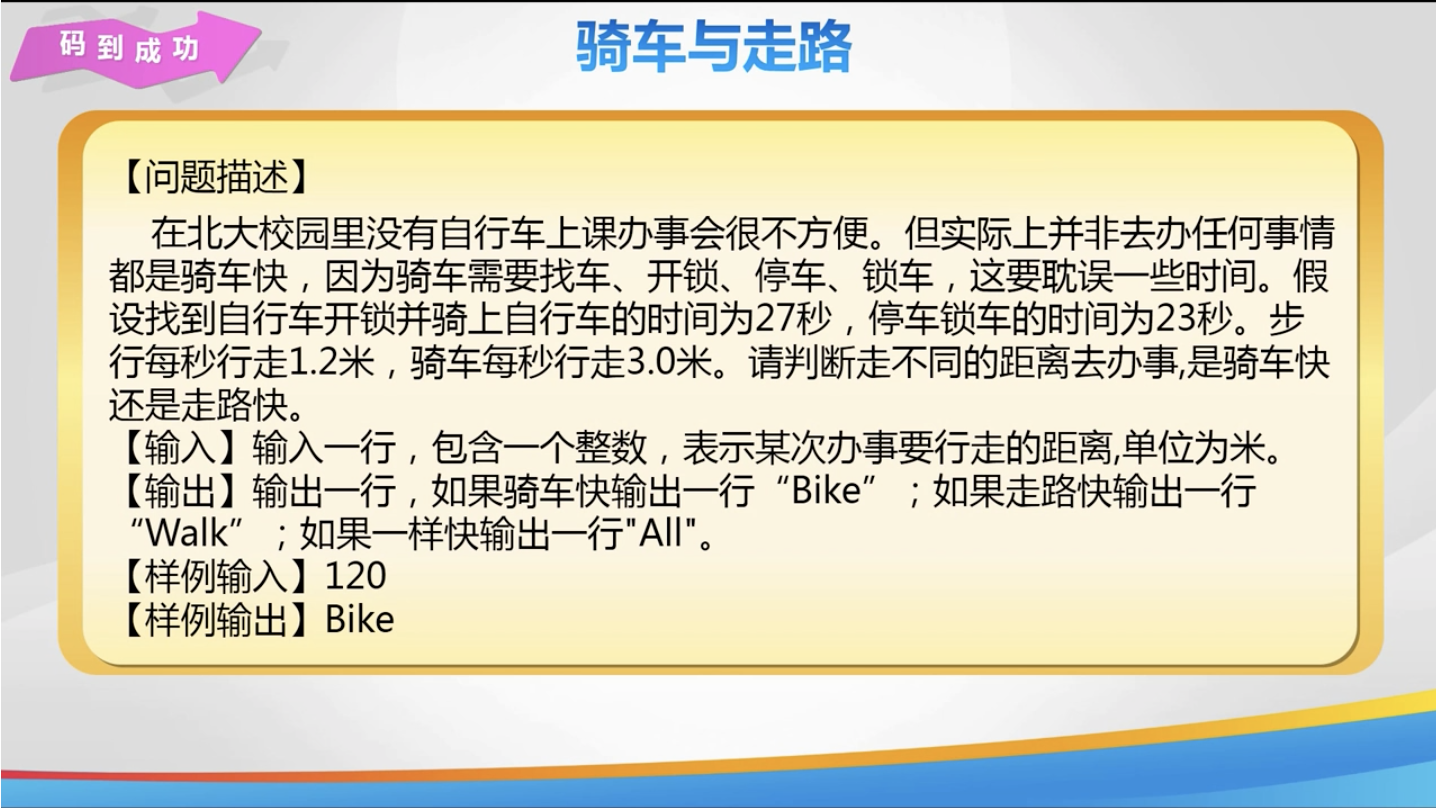 码到成功
骑车与走路
【问题描述】
在北大校园里没有自行车上课办事会很不方便。但实际上并非去办任何事情
都是骑车快，因为骑车需要找车、开锁、停车、锁车，这要耽误一些时间。假
设找到自行车开锁并骑上自行车的时间为27秒，停车锁车的时间为23秒。步
行每秒行走1.2米，骑车每秒行走3.0米。请判断走不同的距离去办事,是骑车快
还是走路快。
【输入】输入一行，包含一个整数，表示某次办事要行走的距离,单位为米。
【输出】输出一行，如果骑车快输出一行“Bike”；如果走路快输出一行
“Walk”；如果一样快输出一行"All"。
【样例输入】120
【样例输出】Bike